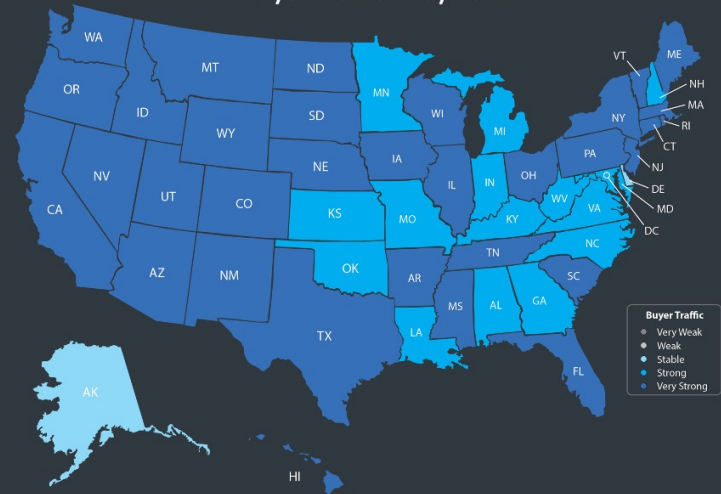 WA
MT
ND
MN
VT
ME
OR
ID
SD
WI
MI
NH
MA
NY
RI
CT
WY
IA
PA
NJ
NE
OH
NV
UT
CO
IL
IN
WV
VA
DE
MD
DC
CA
KS
MO
KY
NC
AZ
NM
OK
AR
TN
SC
MS
AL
GA
TX
LA
FL
AK
HI
Buyer Traffic
Very Weak
Weak
Stable
Strong
Very Strong